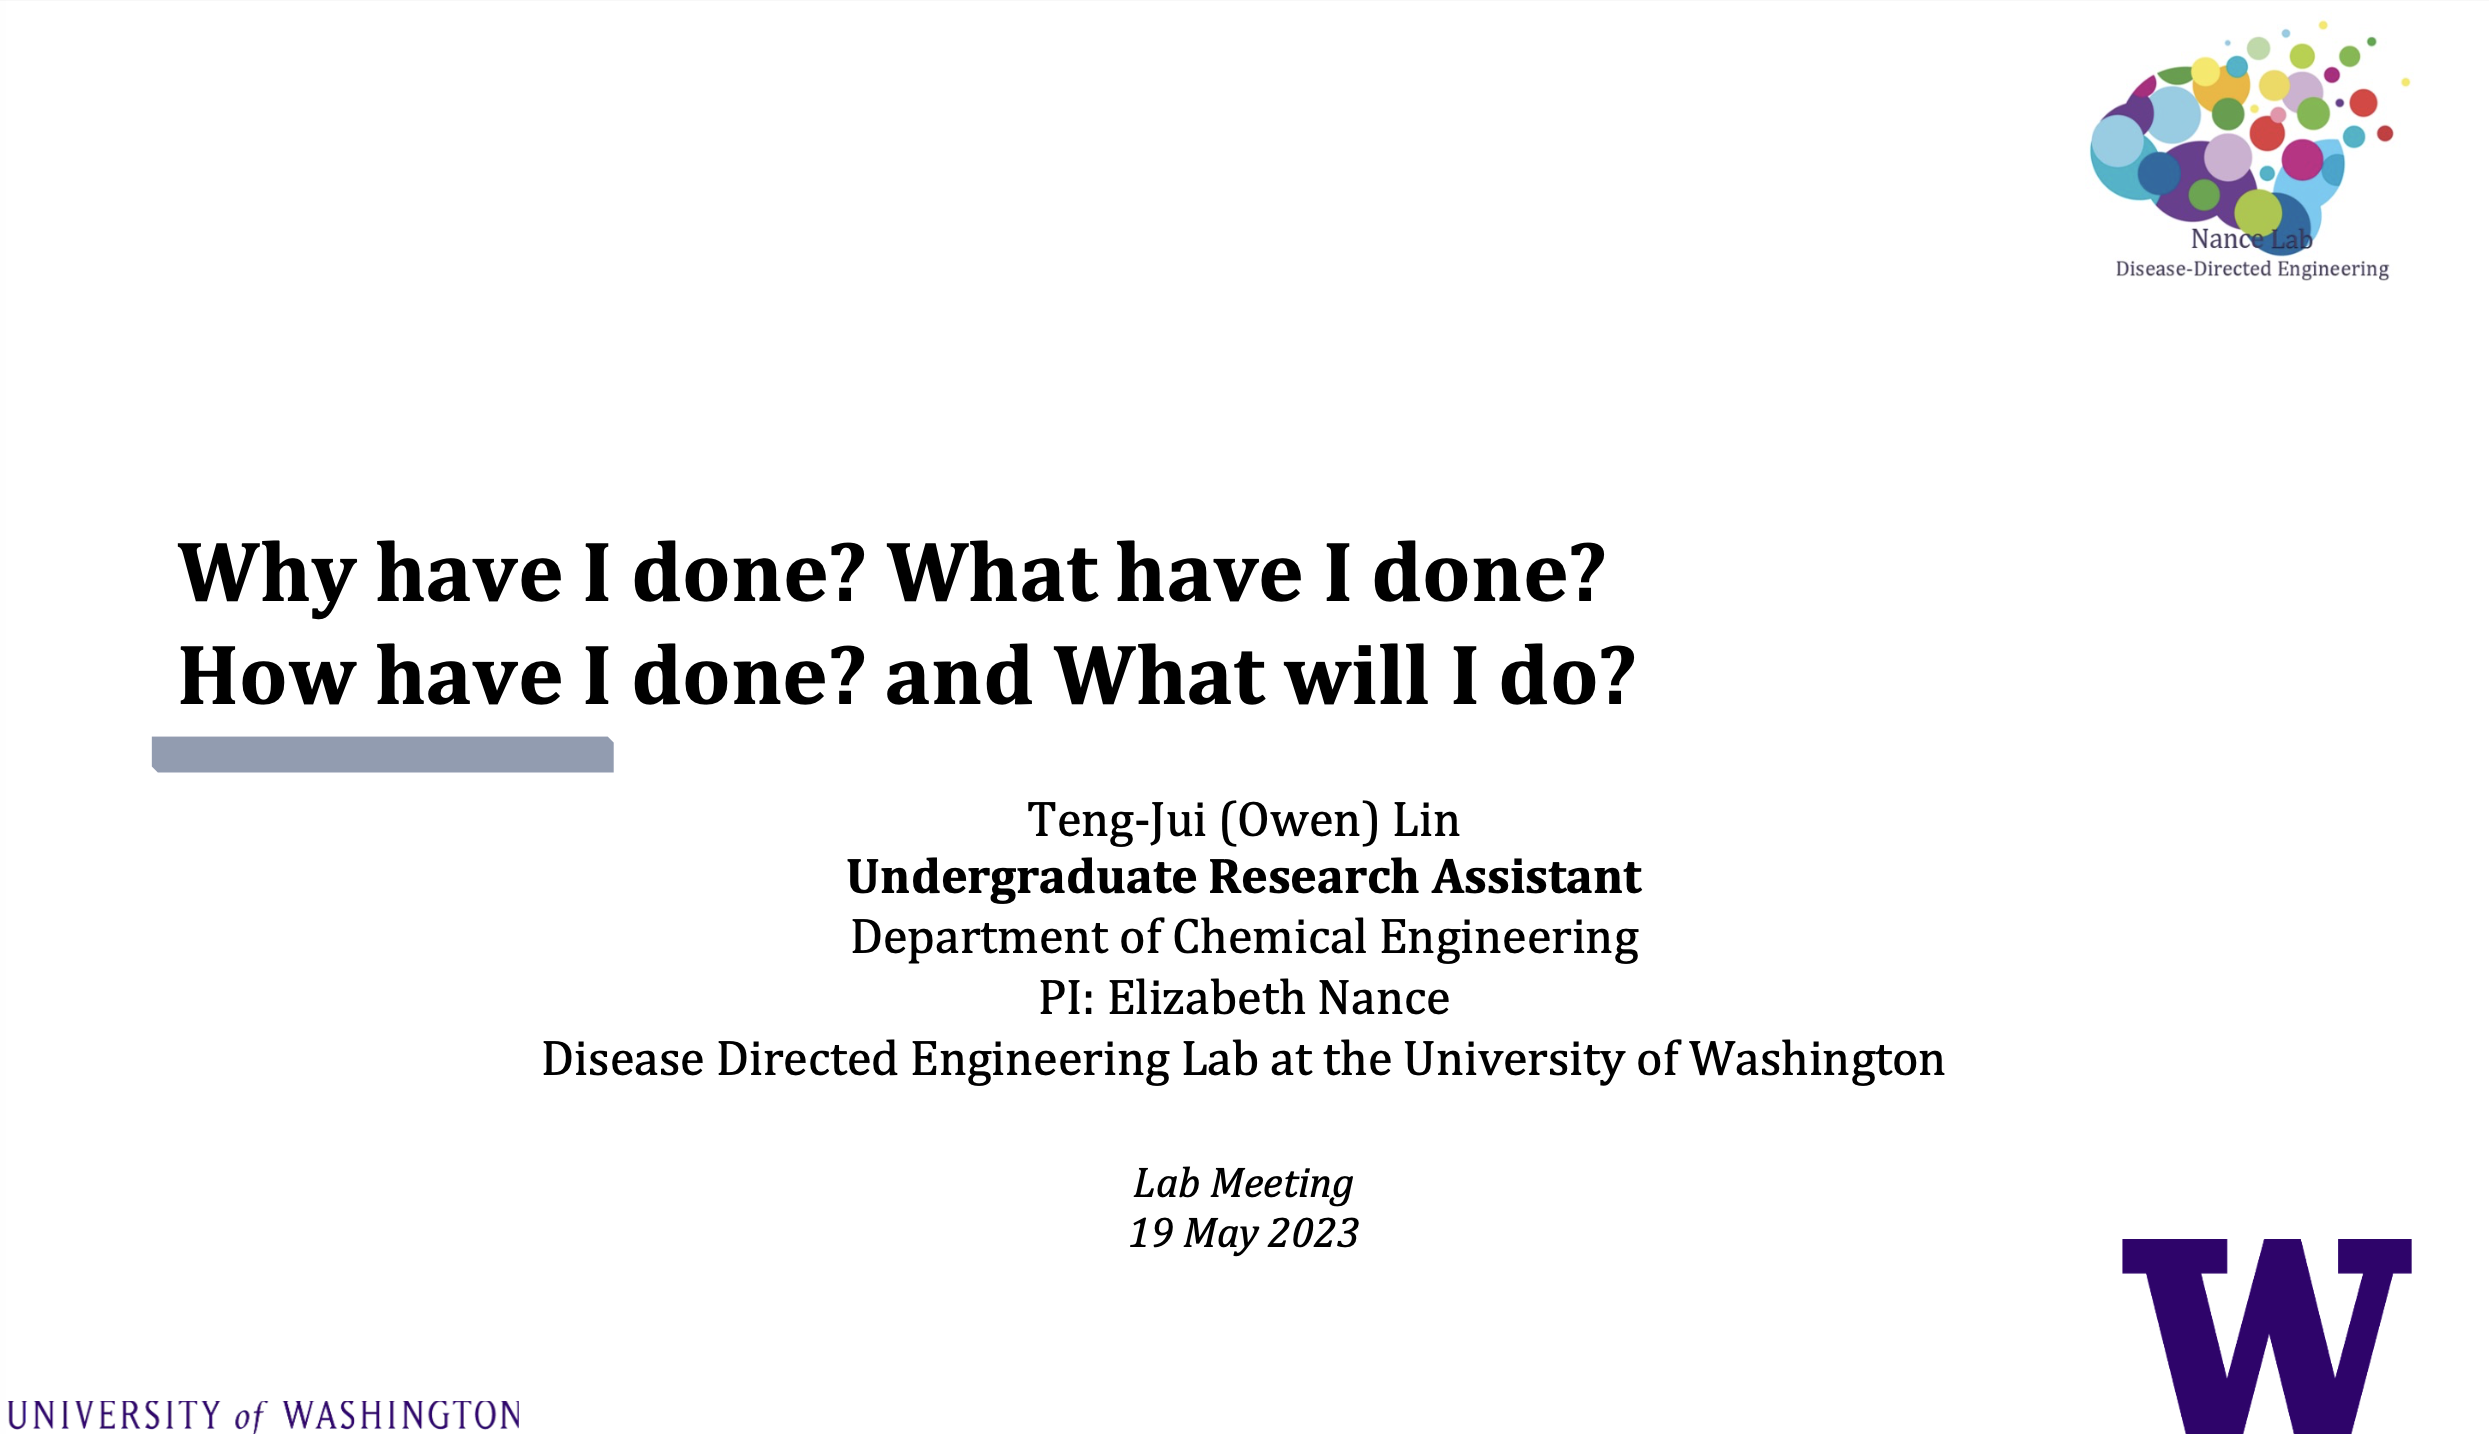 Nance Lab
Disease-Directed Engineering
Why have I done? What have I done?
How have I done? and What will I do?
Teng-Jui (Owen) Lin
Undergraduate Research Assistant
Department of Chemical Engineering
PI: Elizabeth Nance
Disease Directed Engineering Lab at the University of Washington
Lab Meeting
19 May 2023
W
UNIVERSITY of WASHINGTON